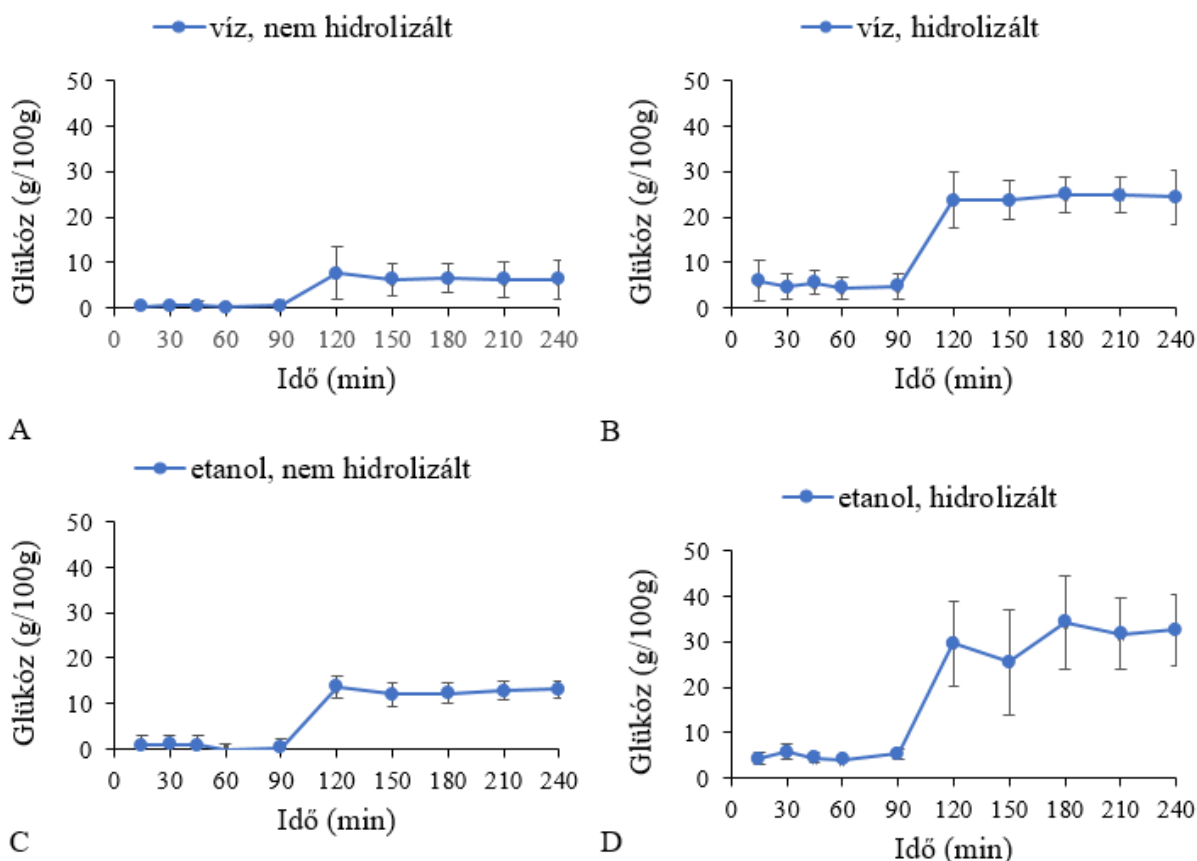 víz, nem hidrolizált
Glükóz (g/100g)
50
40
30
20
10
0
0 30 60 90 120 150 180 210 240
Idő (min)
A
víz, hidrolizált
Glükóz (g/100g)
50
40
30
20
10
0
0 30 60 90 120 150 180 210 240
Idő (min)
B
etanol, nem hidrolizált
Glükóz (g/100g)
50
40
30
20
10
0
0 30 60 90 120 150 180 210 240
Idő (min)
C
etanol, hidrolizált
Glükóz (g/100g)
50
40
30
20
10
0
0 30 60 90 120 150 180 210 240
Idő (min)
D